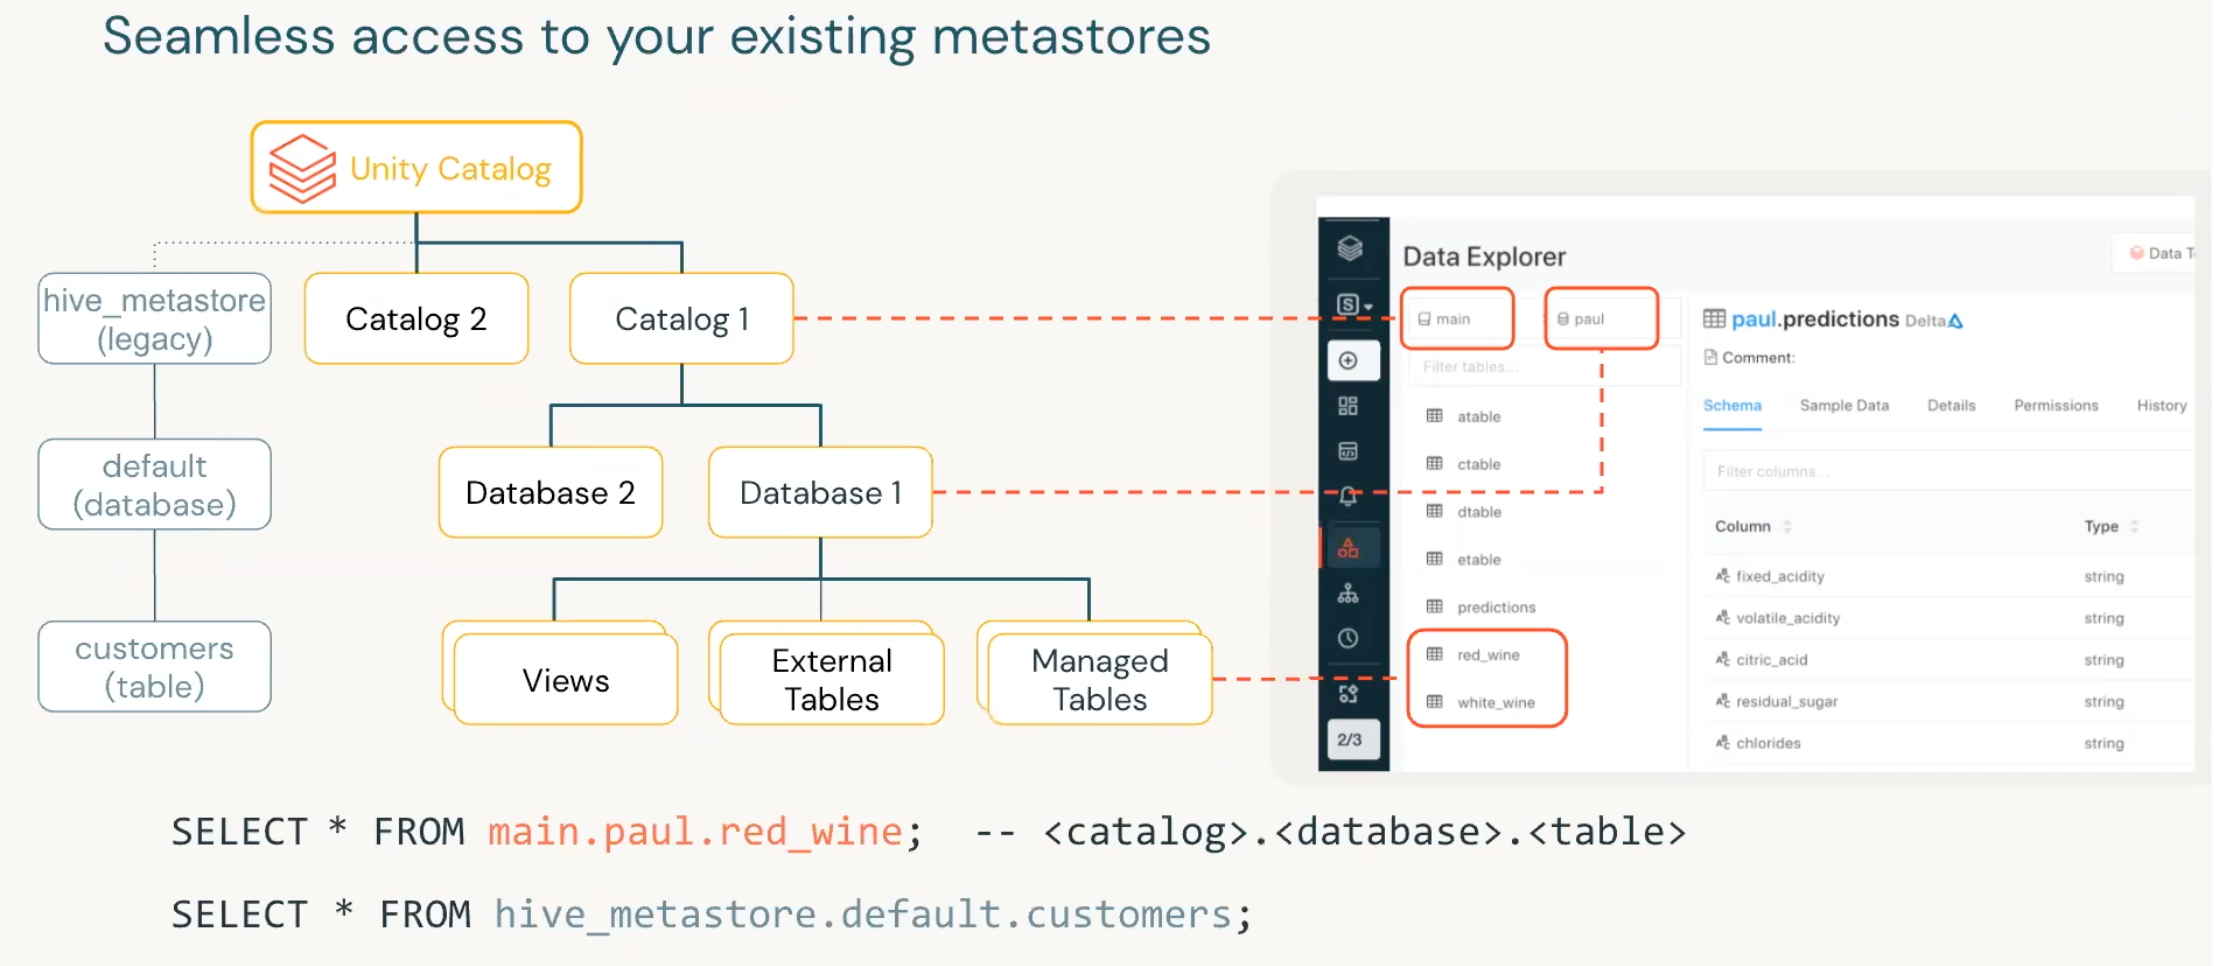 Seamless access to your existing metastores
Unity Catalog
hive_metastore
(legacy)
Catalog 2
Catalog 1
default
(database)
Database 2
Database 1
customers
(table)
Views
External
Tables
Managed
Tables
Data Explorer
S
main
paul
Filter tables...
atable
ctable
dtable
etable
predictions
red_wine
white_wine
2/3
Data T
paul.predictions Delta
Comment:
Schema Sample Data Details Permissions History
Filter columns...
Column Type
fixed_acidity string
volatile_acidity string
citric_acid string
residual_sugar string
chlorides string
SELECT * FROM main.paul.red_wine; -- <catalog>.<database>.<table>
SELECT * FROM hive_metastore.default.customers;